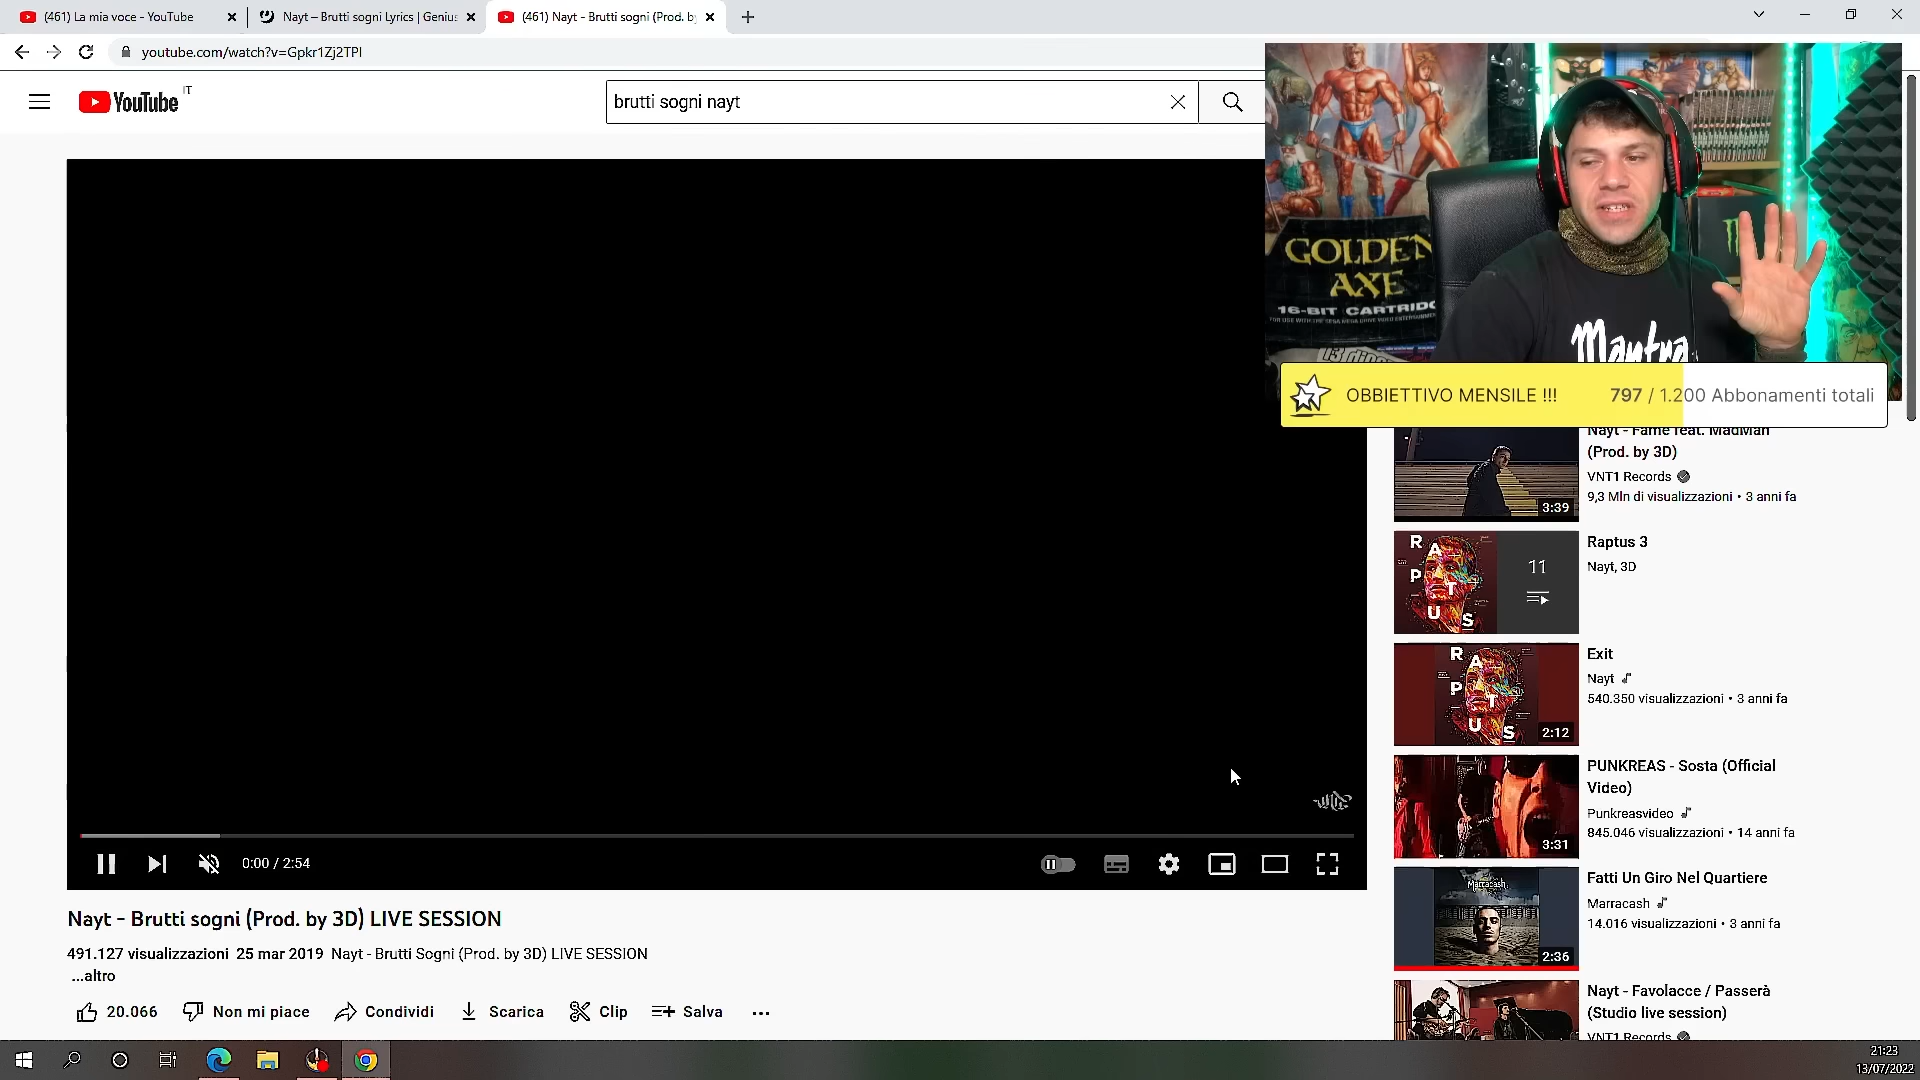 (461) La mia voce - YouTube
Nayt – Brutti sogni Lyrics | Genius
(461) Nayt - Brutti sogni (Prod. by
youtube.com/watch?v=Gpkr1Zj2TPI
YouTube IT
brutti sogni nayt
GOLDEN
AXE
16-BIT CARTRIDG
Mantra
OBBIETTIVO MENSILE !!! 797 / 1.200 Abbonamenti totali
Nayt - Fame feat. MadMan
(Prod. by 3D)
VNT1 Records
9,3 Mln di visualizzazioni • 3 anni fa
3:39
RAPTUS
11
Raptus 3
Nayt, 3D
RAPTUS
2:12
Exit
Nayt
540.350 visualizzazioni • 3 anni fa
3:31
PUNKREAS - Sosta (Official
Video)
Punkreasvideo
845.046 visualizzazioni • 14 anni fa
Marracash
2:36
Fatti Un Giro Nel Quartiere
Marracash
14.016 visualizzazioni • 3 anni fa
Nayt - Favolacce / Passerà
(Studio live session)
VNT1 Records
0:00 / 2:54
Nayt - Brutti sogni (Prod. by 3D) LIVE SESSION
491.127 visualizzazioni 25 mar 2019 Nayt - Brutti Sogni (Prod. by 3D) LIVE SESSION
...altro
20.066 Non mi piace Condividi Scarica Clip Salva
21:23
13/07/2022